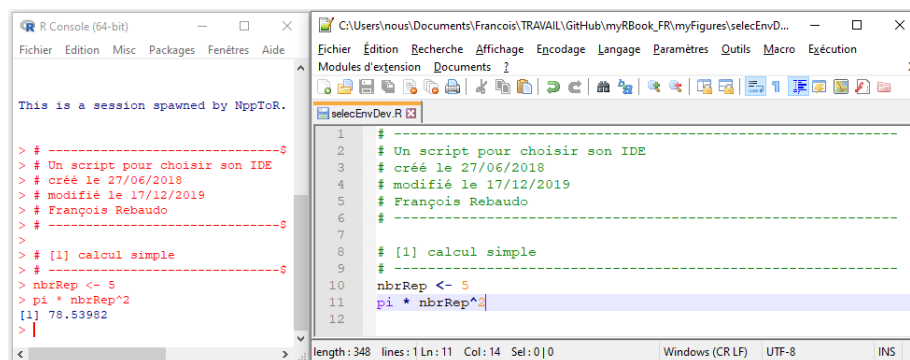 R Console (64-bit)
Fichier Edition Misc Packages Fenêtres Aide
This is a session spawned by NppToR.
> # ------------------------------$
> # Un script pour choisir son IDE
> # créé le 27/06/2018
> # modifié le 17/12/2019
> # François Rebaudo
> # ------------------------------$
>
> # [1] calcul simple
> # ------------------------------$
> nbrRep <- 5
> pi * nbrRep^2
[1] 78.53982
>
C:\Users\nous\Documents\Francois\TRAVAIL\GitHub\myRBook_FR\myFigures\selecEnvD...
Fichier Édition Recherche Affichage Encodage Langage Paramètres Outils Macro Exécution
Modules d'extension Documents ?
selecEnvDev.R
1 # ------------------------------------------------------------
2 # Un script pour choisir son IDE
3 # créé le 27/06/2018
4 # modifié le 17/12/2019
5 # François Rebaudo
6 # ------------------------------------------------------------
7
8 # [1] calcul simple
9 # ------------------------------------------------------------
10 nbrRep <- 5
11 pi * nbrRep^2
12
length : 348 lines : 1 Ln : 11 Col : 14 Sel : 0 | 0 Windows (CR LF) UTF-8 INS